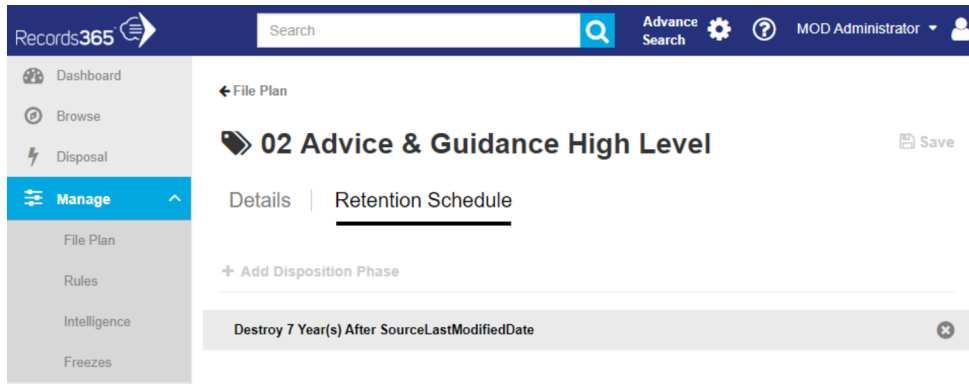 Records365
Search
Advance
Search
MOD Administrator
Dashboard
Browse
Disposal
Manage
File Plan
Rules
Intelligence
Freezes
File Plan
02 Advice & Guidance High Level
Save
Details
Retention Schedule
+ Add Disposition Phase
Destroy 7 Year(s) After SourceLastModifiedDate